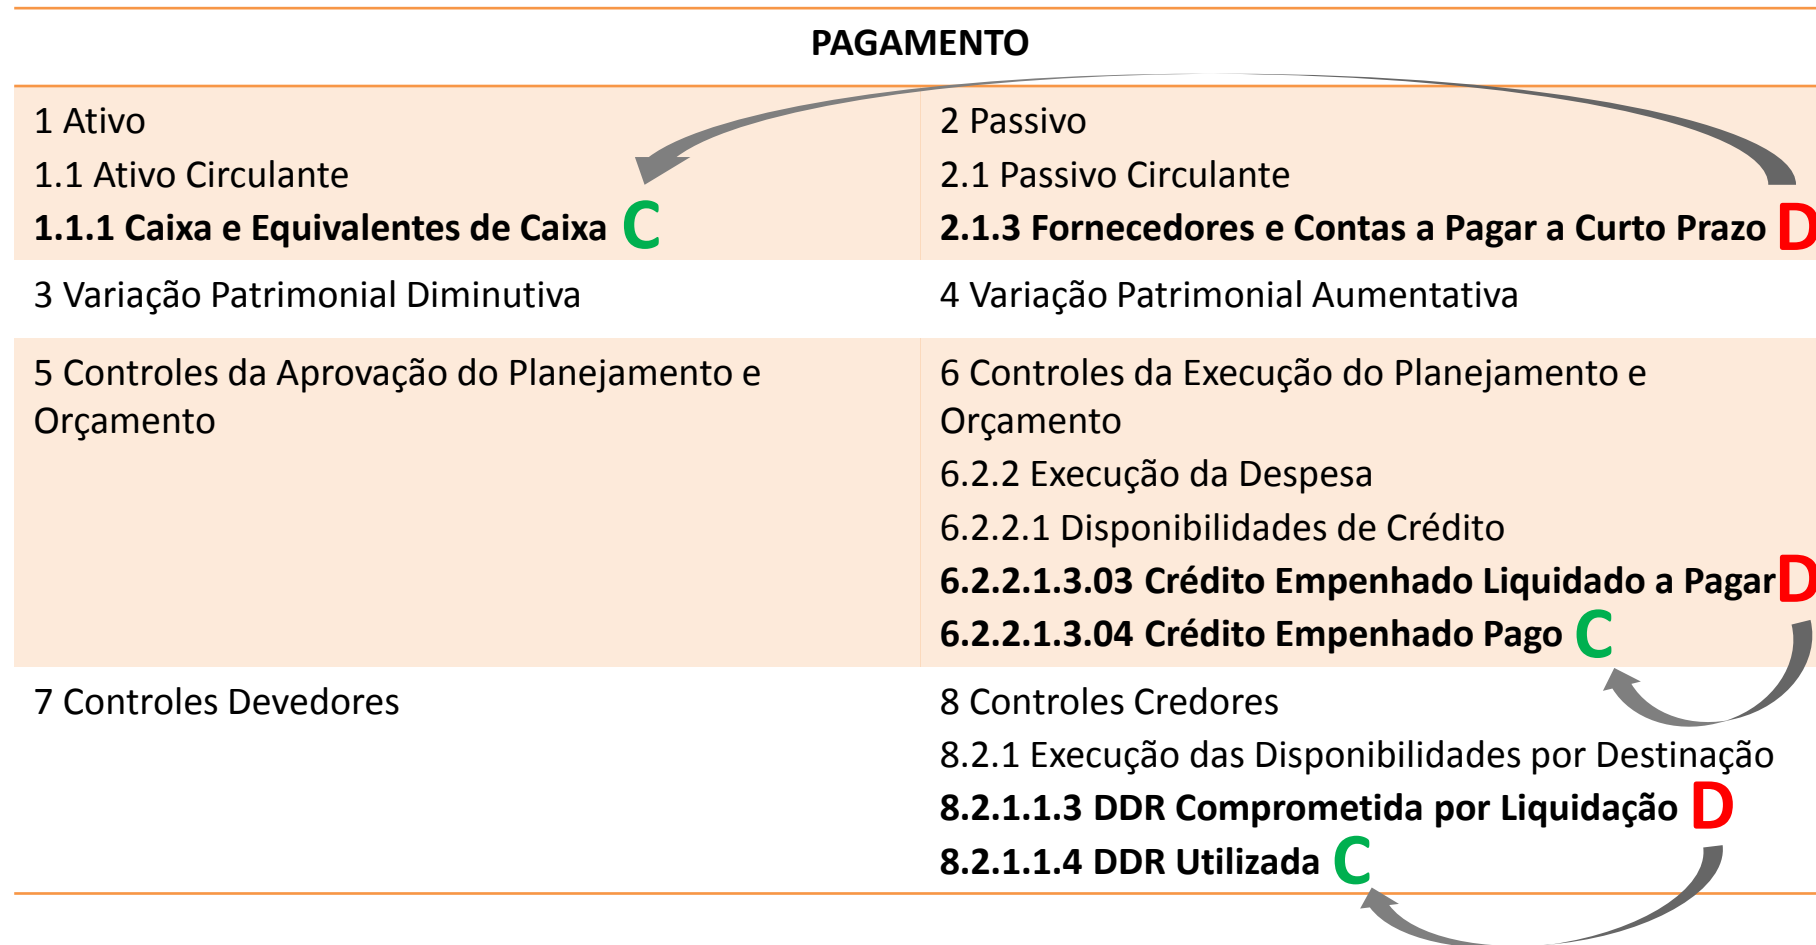 PAGAMENTO
1 Ativo
1.1 Ativo Circulante
1.1.1 Caixa e Equivalentes de Caixa C
2 Passivo
2.1 Passivo Circulante
2.1.3 Fornecedores e Contas a Pagar a Curto Prazo D
3 Variação Patrimonial Diminutiva
4 Variação Patrimonial Aumentativa
5 Controles da Aprovação do Planejamento e
Orçamento
6 Controles da Execução do Planejamento e
Orçamento
6.2.2 Execução da Despesa
6.2.2.1 Disponibilidades de Crédito
6.2.2.1.3.03 Crédito Empenhado Liquidado a Pagar D
6.2.2.1.3.04 Crédito Empenhado Pago C
7 Controles Devedores
8 Controles Credores
8.2.1 Execução das Disponibilidades por Destinação
8.2.1.1.3 DDR Comprometida por Liquidação D
8.2.1.1.4 DDR Utilizada C